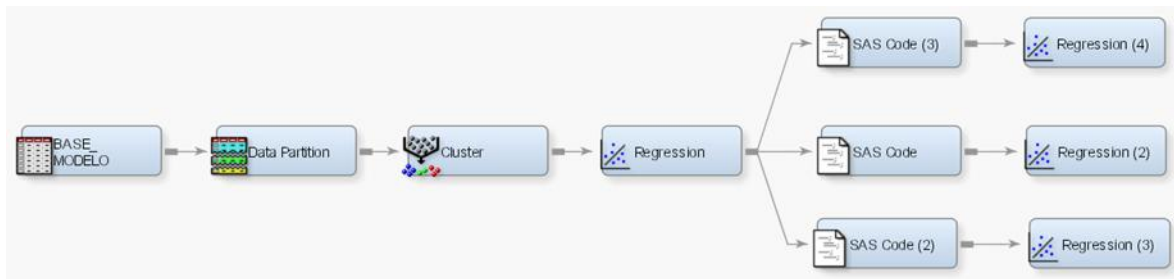 SAS Code (3)
Regression (4)
BASE_
MODELO
Data Partition
Cluster
Regression
SAS Code
Regression (2)
SAS Code (2)
Regression (3)